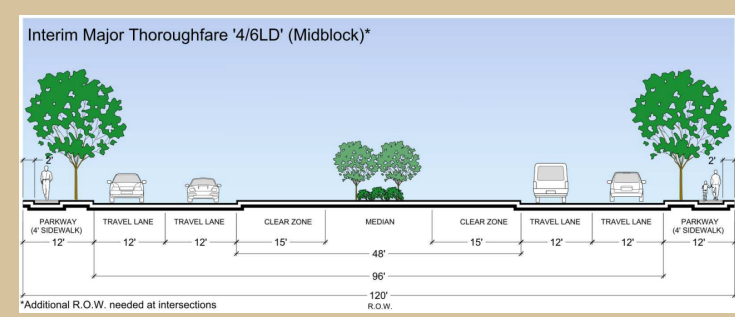 Interim Major Thoroughfare '4/6LD' (Midblock)*
2' 2'
PARKWAY TRAVEL LANE TRAVEL LANE CLEAR ZONE MEDIAN CLEAR ZONE TRAVEL LANE TRAVEL LANE PARKWAY
(4' SIDEWALK) (4' SIDEWALK)
12' 12' 12' 15' 15' 12' 12' 12'
48'
96'
120'
*Additional R.O.W. needed at intersections R.O.W.